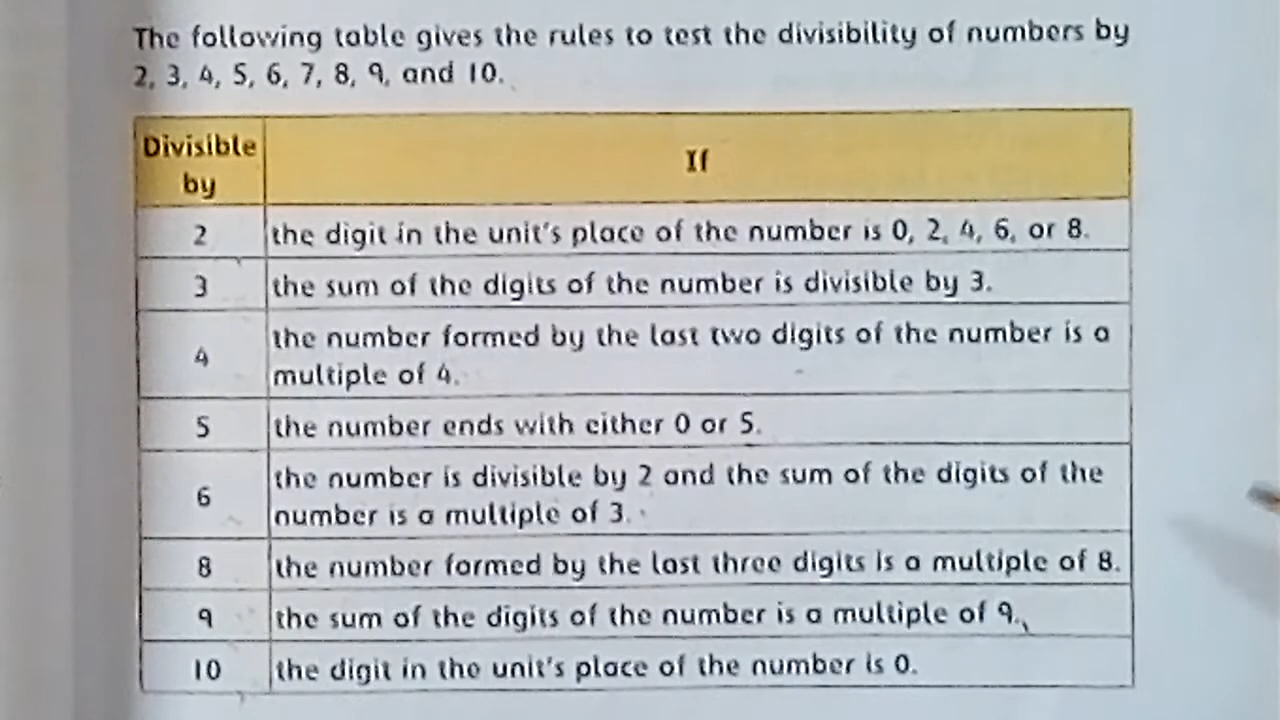 The following table gives the rules to test the divisibility of numbers by
2, 3, 4, 5, 6, 7, 8, 9, and 10.
Divisible
by
If
2 the digit in the unit's place of the number is 0, 2, 4, 6, or 8.
3 the sum of the digits of the number is divisible by 3.
4 the number formed by the last two digits of the number is a
multiple of 4.
5 the number ends with either 0 or 5.
6 the number is divisible by 2 and the sum of the digits of the
number is a multiple of 3.
8 the number formed by the last three digits is a multiple of 8.
9 the sum of the digits of the number is a multiple of 9.
10 the digit in the unit's place of the number is 0.